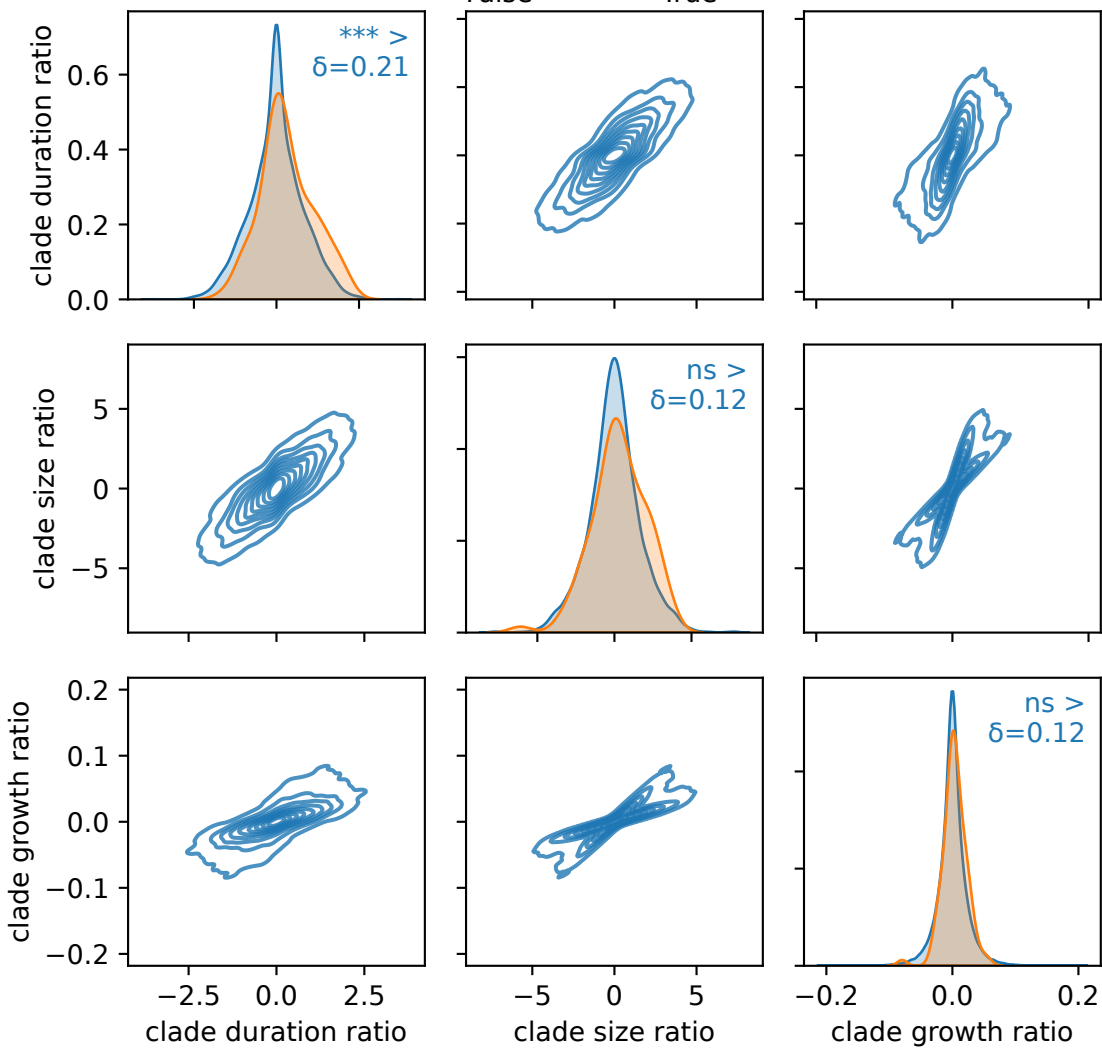 False True
clade duration ratio
0.6
0.4
0.2
0.0
*** >
δ=0.21
clade size ratio
5
0
−5
ns >
δ=0.12
clade growth ratio
0.2
0.1
0.0
−0.1
−0.2
ns >
δ=0.12
−2.5 0.0 2.5
−5 0 5
−0.2 0.0 0.2
clade duration ratio
clade size ratio
clade growth ratio